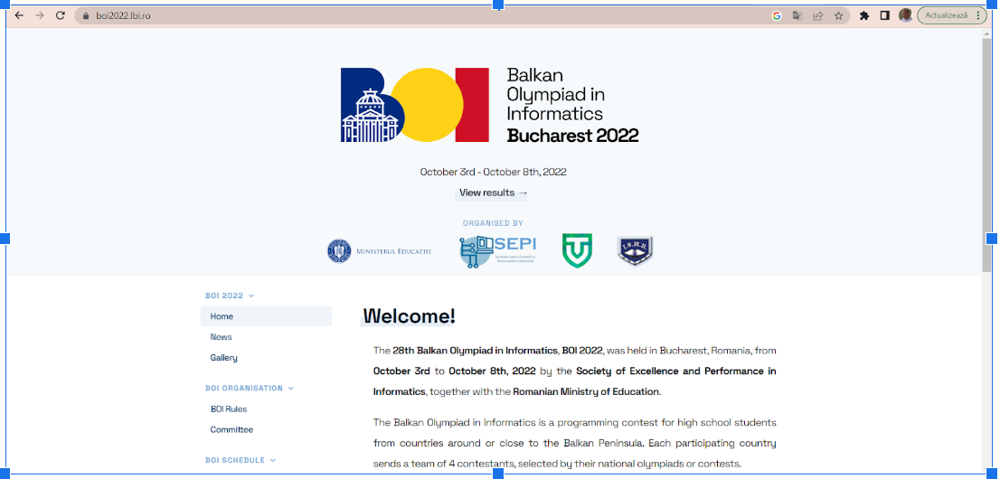 boi2022.lbi.ro
Actualizează
BOI
Balkan
Olympiad in
Informatics
Bucharest 2022
October 3rd - October 8th, 2022
View results →
ORGANISED BY
MINISTERUL EDUCAȚIEI
SEPI
I.S.M.B.
BOI 2022
Home
News
Gallery
BOI ORGANISATION
BOI Rules
Committee
BOI SCHEDULE
Welcome!
The 28th Balkan Olympiad in Informatics, BOI 2022, was held in Bucharest, Romania, from
October 3rd to October 8th, 2022 by the Society of Excellence and Performance in
Informatics, together with the Romanian Ministry of Education.
The Balkan Olympiad in Informatics is a programming contest for high school students
from countries around or close to the Balkan Peninsula. Each participating country
sends a team of 4 contestants, selected by their national olympiads or contests.